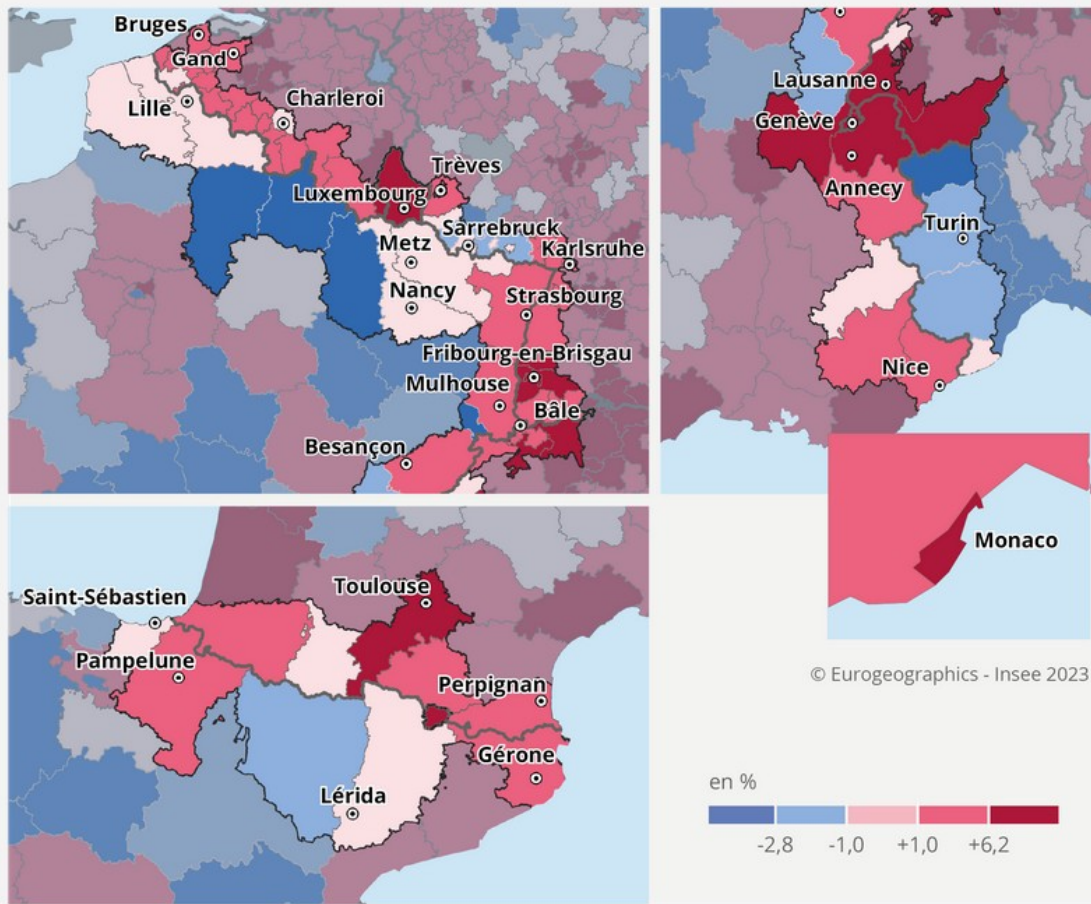 Bruges
Gand
Lille
Charleroi
Trèves
Luxembourg
Metz
Sarrebruck
Karlsruhe
Nancy
Strasbourg
Fribourg-en-Brisgau
Mulhouse
Bâle
Besançon
Lausanne
Genève
Annecy
Turin
Nice
Monaco
Saint-Sébastien
Toulouse
Pampelune
Perpignan
Gérone
Lérida
© Eurogeographics - Insee 2023
en %
-2,8 -1,0 +1,0 +6,2